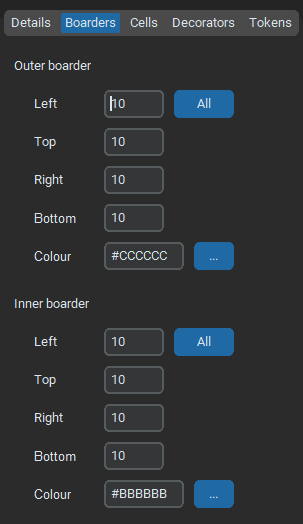 Details Boarders Cells Decorators Tokens
Outer boarder
Left 10 All
Top 10
Right 10
Bottom 10
Colour #CCCCCC ...
Inner boarder
Left 10 All
Top 10
Right 10
Bottom 10
Colour #BBBBBB ...